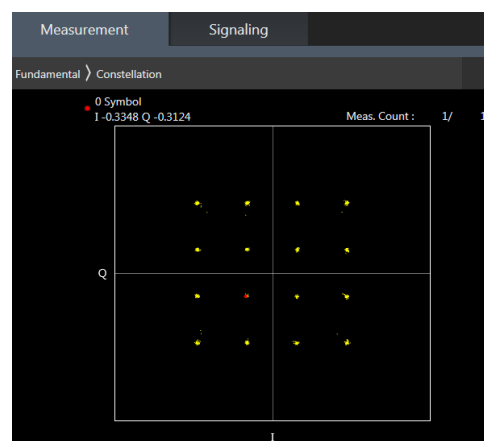 Measurement Signaling
Fundamental 〉 Constellation
0 Symbol
I -0.3348 Q -0.3124 Meas. Count : 1/ 1
Q
I